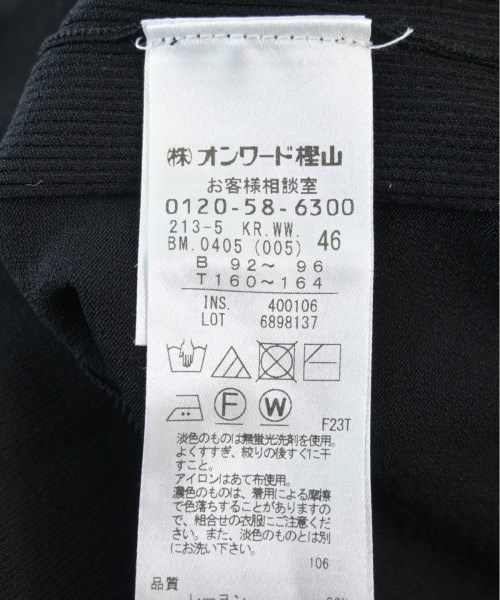 ㈱オンワード樫山
お客様相談室
0120-58-6300
213-5 KR.WW.
BM.0405 (005) 46
B 92～ 96
T160～164
INS. 400106
LOT 6898137
F W
F23T
淡色のものは無蛍光洗剤を使用。
よくすすぎ、絞りの後すぐに干
すこと。
アイロンはあて布使用。
濃色のものは、着用による摩擦
で色落ちすることがありますの
で、組合せの衣服にご注意くだ
さい。また、淡色のものとは別
にお洗い下さい。
106
品質
レーヨン